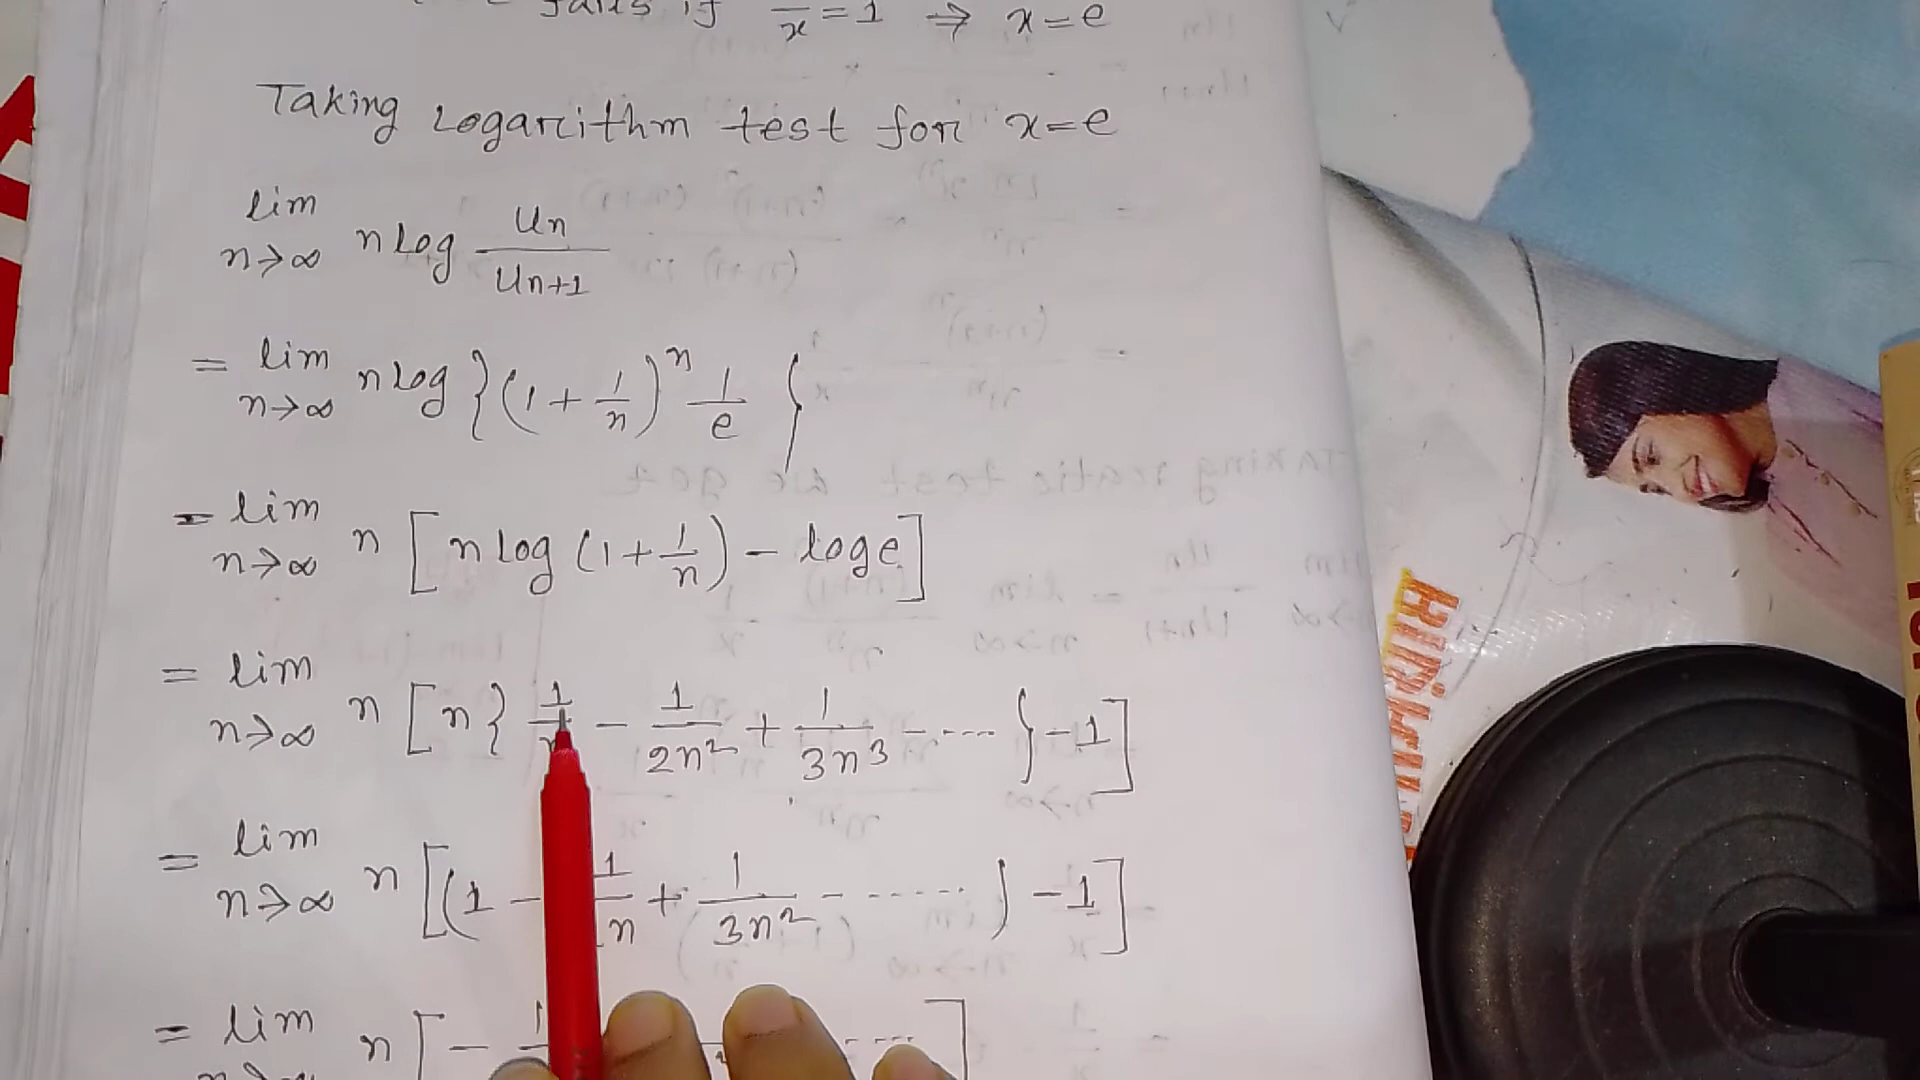 fails if /x = 1 ⇒ x = e
Taking Logarithm test for x = e
lim n→∞ n log Un / Un+1
= lim n→∞ n log {(1 + 1/n)^n 1/e }
= lim n→∞ n [n log (1 + 1/n) - log e]
= lim n→∞ n [n { 1/n - 1/2n² + 1/3n³ - .... } - 1]
= lim n→∞ n [(1 - 1/ n + 1/3n² - ...... ) - 1]
= lim n [ - 1 .... ]